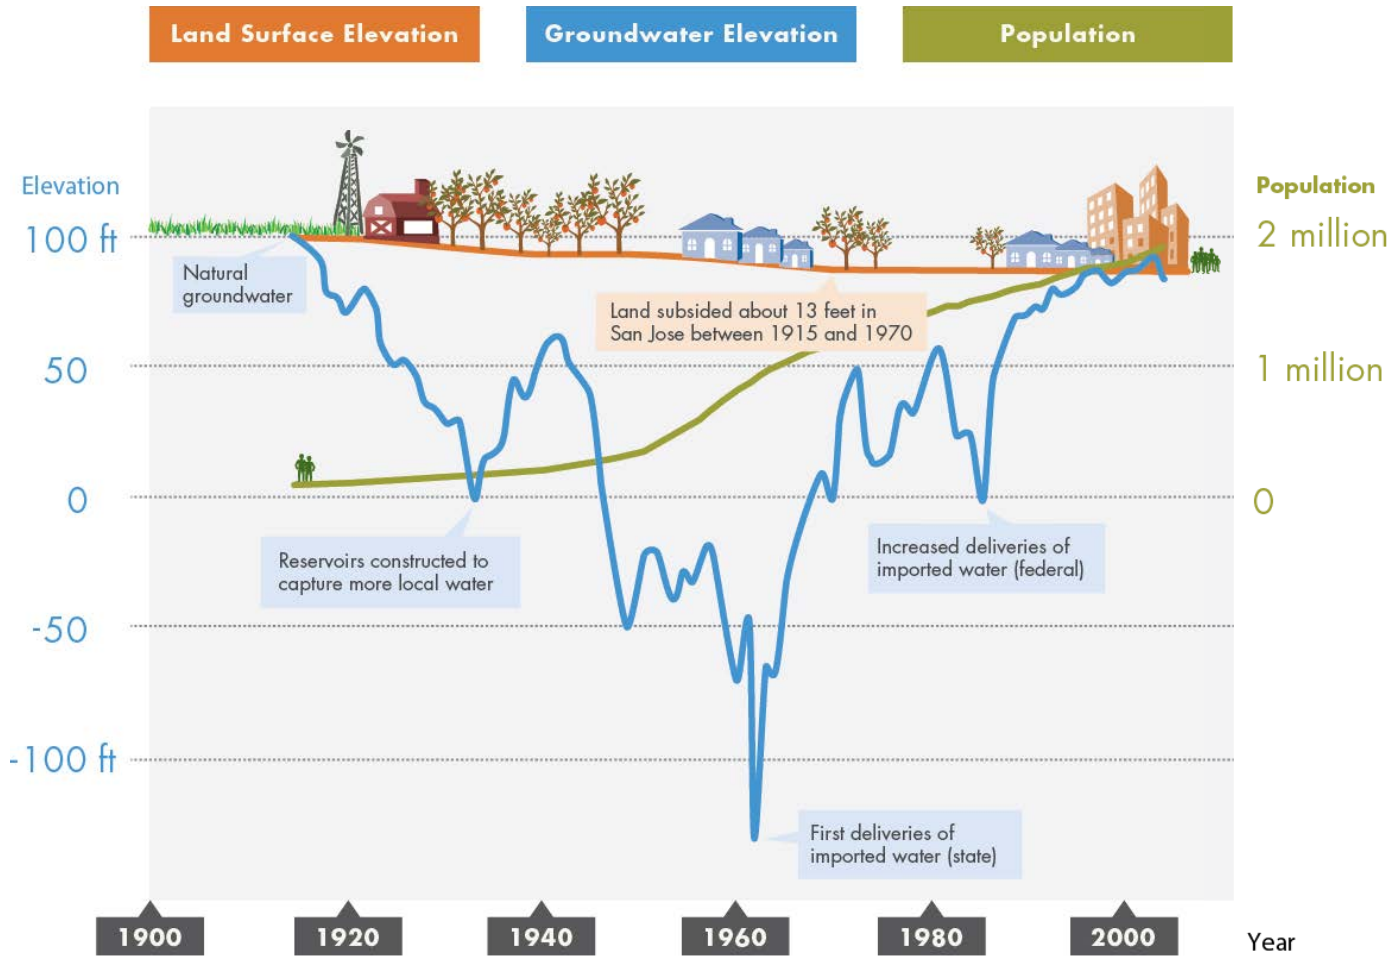 Land Surface Elevation
Groundwater Elevation
Population
Elevation
Population
100 ft
2 million
Natural
groundwater
Land subsided about 13 feet in
San Jose between 1915 and 1970
50
1 million
0
0
Reservoirs constructed to
capture more local water
Increased deliveries of
imported water (federal)
-50
-100 ft
First deliveries of
imported water (state)
1900
1920
1940
1960
1980
2000
Year